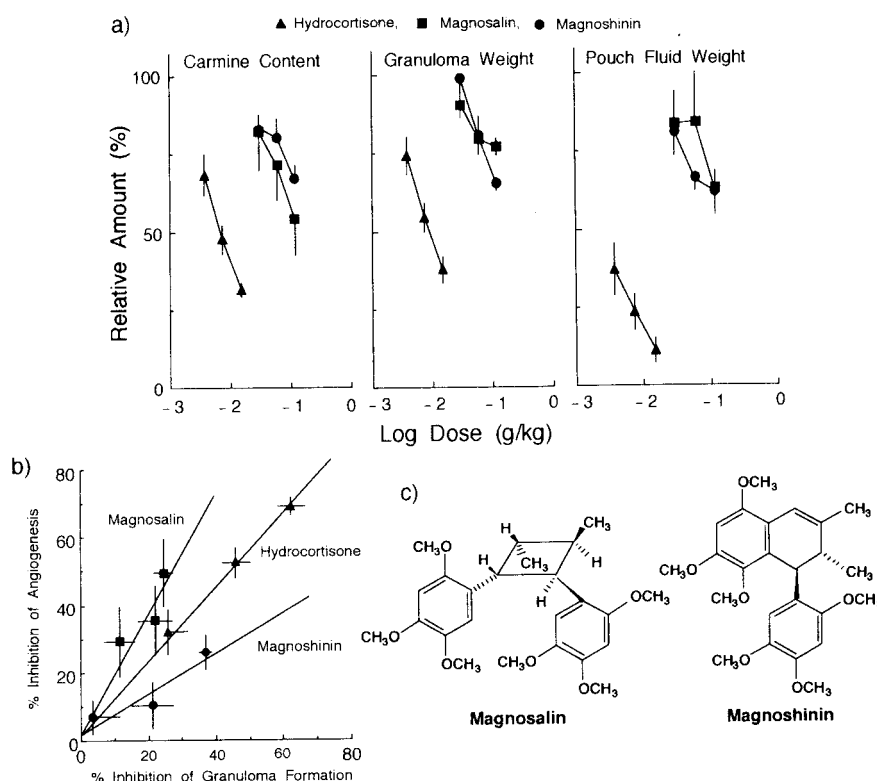 a)
▲ Hydrocortisone, ■ Magnosalin, ● Magnoshinin
Carmine Content
Granuloma Weight
Pouch Fluid Weight
Relative Amount (%)
100
50
0
-3 -2 -1 0
-3 -2 -1 0
-3 -2 -1 0
Log Dose (g/kg)
b)
% Inhibition of Angiogenesis
80
60
40
20
0
0 20 40 60 80
% Inhibition of Granuloma Formation
Magnosalin
Hydrocortisone
Magnoshinin
c)
H
H
CH₃
CH₃
H
H
CH₃O
CH₃O
OCH₃
OCH₃
CH₃O
OCH₃
Magnosalin
OCH₃
CH₃
CH₃O
CH₃O
CH₃
OCH₃
CH₃O
OCH₃
Magnoshinin